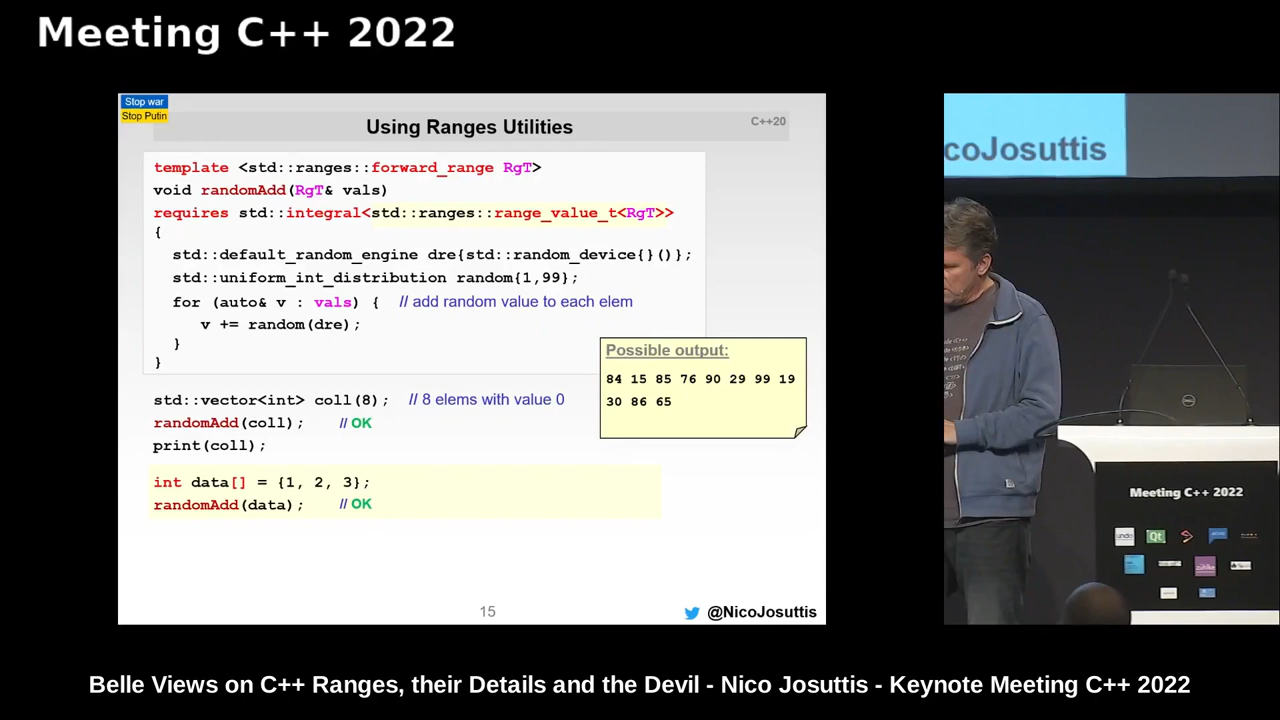 Meeting C++ 2022
Stop war
Stop Putin
Using Ranges Utilities
C++20
template <std::ranges::forward_range RgT>
void randomAdd(RgT& vals)
requires std::integral<std::ranges::range_value_t<RgT>>
{
std::default_random_engine dre{std::random_device{}()};
std::uniform_int_distribution random{1,99};
for (auto& v : vals) { // add random value to each elem
v += random(dre);
}
}
Possible output:
84 15 85 76 90 29 99 19
30 86 65
std::vector<int> coll(8); // 8 elems with value 0
randomAdd(coll); // OK
print(coll);
int data[] = {1, 2, 3};
randomAdd(data); // OK
15
@NicoJosuttis
coJosuttis
DELL
Meeting C++ 2022
undo
Qt
Belle Views on C++ Ranges, their Details and the Devil - Nico Josuttis - Keynote Meeting C++ 2022